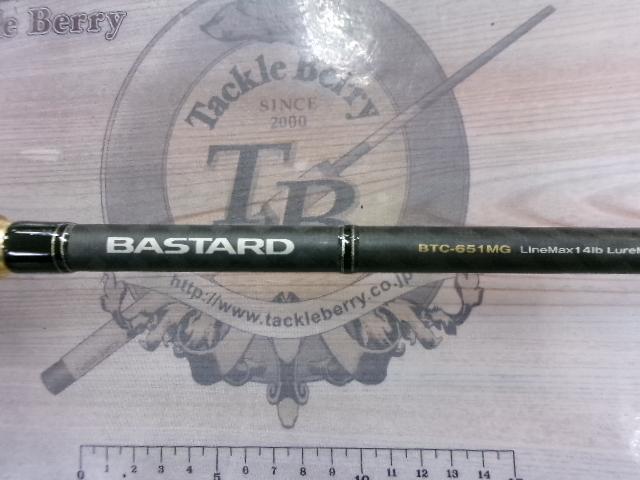 le Berry
Tackle Berry
SINCE
2000
TB
BASTARD
BTC-651MG LineMax14lb Lure
http://www.tackleberry.co.jp
0 1 2 3 4 5 6 7 8 9 10 11 12 13 14 15